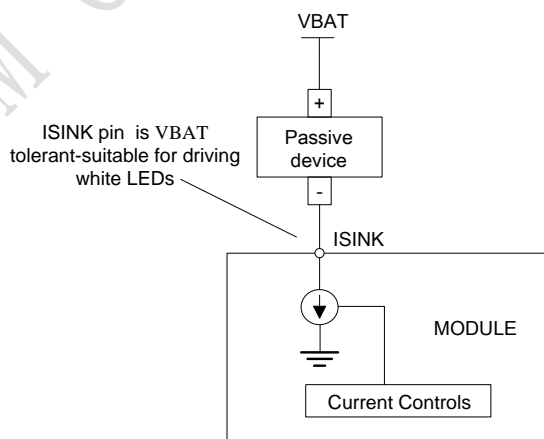 VBAT
+
ISINK pin is VBAT
tolerant-suitable for driving
white LEDs
Passive
device
-
ISINK
MODULE
Current Controls